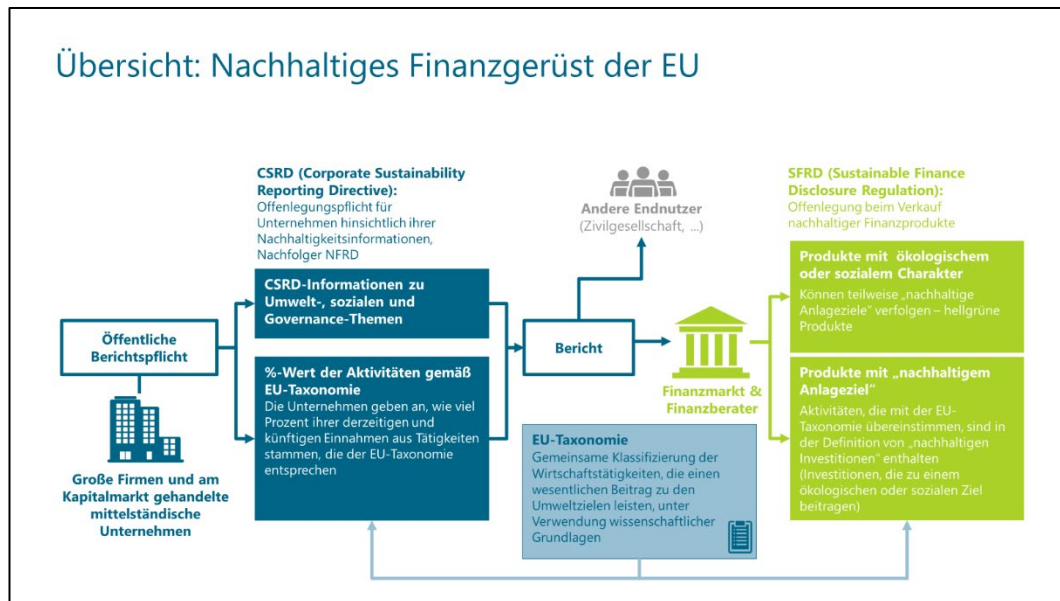 Übersicht: Nachhaltiges Finanzgerüst der EU
CSRD (Corporate Sustainability
Reporting Directive):
Offenlegungspflicht für
Unternehmen hinsichtlich ihrer
Nachhaltigkeitsinformationen,
Nachfolger NFRD
Andere Endnutzer
(Zivilgesellschaft, ...)
SFRD (Sustainable Finance
Disclosure Regulation):
Offenlegung beim Verkauf
nachhaltiger Finanzprodukte
Öffentliche
Berichtspflicht
Große Firmen und am
Kapitalmarkt gehandelte
mittelständische
Unternehmen
CSRD-Informationen zu
Umwelt-, sozialen und
Governance-Themen
%-Wert der Aktivitäten gemäß
EU-Taxonomie
Die Unternehmen geben an, wie viel
Prozent ihrer derzeitigen und
künftigen Einnahmen aus Tätigkeiten
stammen, die der EU-Taxonomie
entsprechen
Bericht
Finanzmarkt &
Finanzberater
EU-Taxonomie
Gemeinsame Klassifizierung der
Wirtschaftstätigkeiten, die einen
wesentlichen Beitrag zu den
Umweltzielen leisten, unter
Verwendung wissenschaftlicher
Grundlagen
Produkte mit ökologischem
oder sozialem Charakter
Können teilweise „nachhaltige
Anlageziele" verfolgen – hellgrüne
Produkte
Produkte mit „nachhaltigem
Anlageziel"
Aktivitäten, die mit der EU-
Taxonomie übereinstimmen, sind in
der Definition von „nachhaltigen
Investitionen" enthalten
(Investitionen, die zu einem
ökologischen oder sozialen Ziel
beitragen)